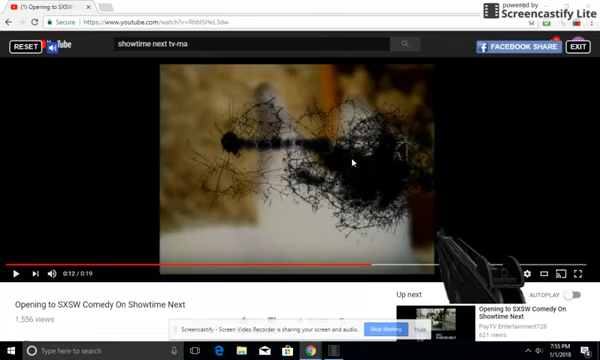 powered by
Screencastify Lite
Opening to SXSW
Secure https://www.youtube.com/watch?v=RhbISHeL3dw
RESET
YouTube
showtime next tv-ma
FACEBOOK SHARE
EXIT
0:12 / 0:19
Opening to SXSW Comedy On Showtime Next
1,556 views
Up next
AUTOPLAY
Opening to SXSW Comedy On Showtime Next
PayTV Entertainment728
621 views
Screencastify - Screen Video Recorder is sharing your screen and audio.
Stop sharing
Hide
Type here to search
7:55 PM
1/1/2018